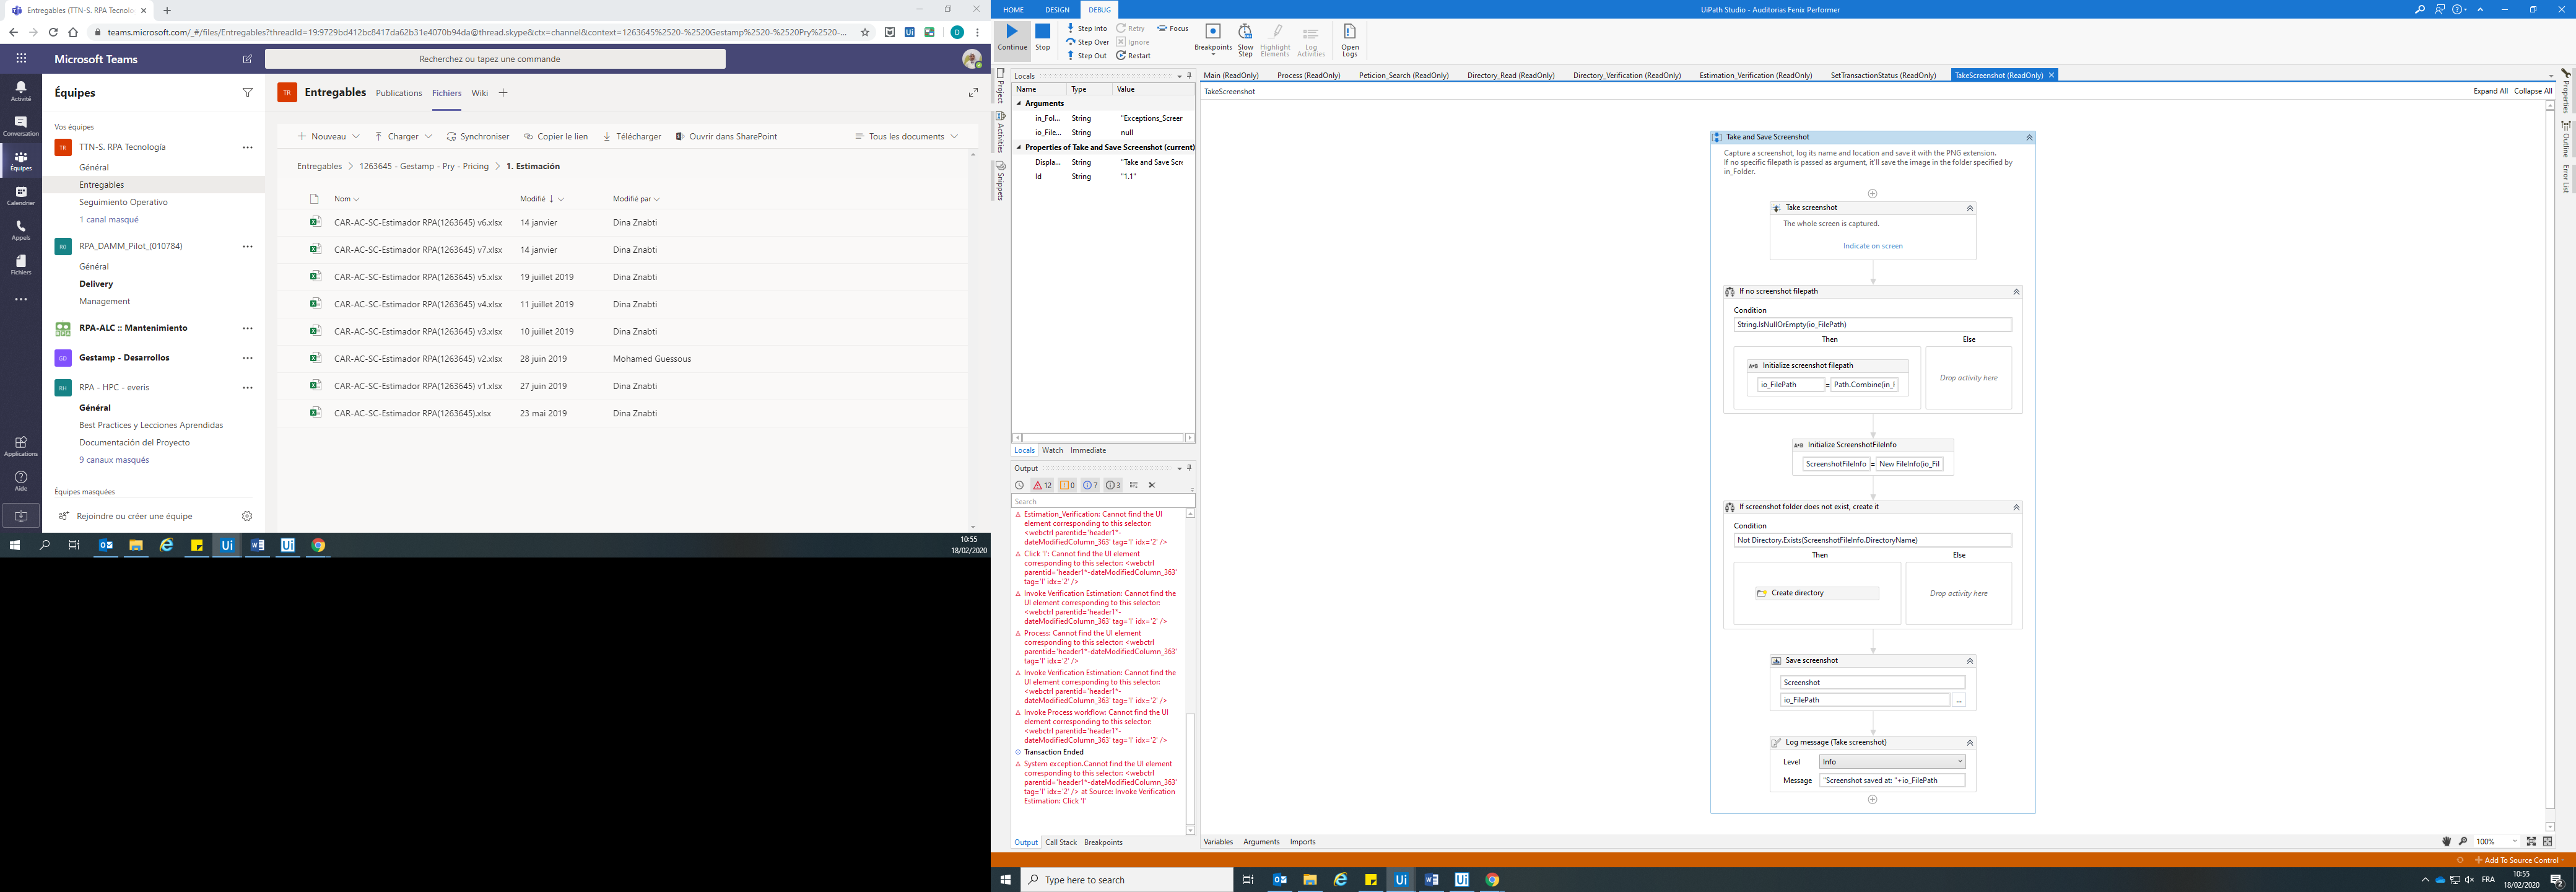 Entregables (TTN-S. RPA Tecnolo
teams.microsoft.com/_#/files/Entregables?threadId=19:9729bd412bc8417da62b31e4070b94da@thread.skype&ctx=channel&context=1263645%2520-%2520Gestamp%2520-%2520Pry%2520-...
Microsoft Teams
Recherchez ou tapez une commande
Activité
Conversation
Équipes
Calendrier
Appels
Fichiers
Applications
Aide
Équipes
Vos équipes
TR TTN-S. RPA Tecnología
Général
Entregables
Seguimiento Operativo
1 canal masqué
RPA_DAMM_Pilot_(010784)
Général
Delivery
Management
RPA-ALC :: Mantenimiento
GD Gestamp - Desarrollos
RH RPA - HPC - everis
Général
Best Practices y Lecciones Aprendidas
Documentación del Proyecto
9 canaux masqués
Équipes masquées
Rejoindre ou créer une équipe
TR Entregables Publications Fichiers Wiki
Nouveau Charger Synchroniser Copier le lien Télécharger Ouvrir dans SharePoint Tous les documents
Entregables > 1263645 - Gestamp - Pry - Pricing > 1. Estimación
Nom Modifié Modifié par
CAR-AC-SC-Estimador RPA(1263645) v6.xlsx 14 janvier Dina Znabti
CAR-AC-SC-Estimador RPA(1263645) v7.xlsx 14 janvier Dina Znabti
CAR-AC-SC-Estimador RPA(1263645) v5.xlsx 19 juillet 2019 Dina Znabti
CAR-AC-SC-Estimador RPA(1263645) v4.xlsx 11 juillet 2019 Dina Znabti
CAR-AC-SC-Estimador RPA(1263645) v3.xlsx 10 juillet 2019 Dina Znabti
CAR-AC-SC-Estimador RPA(1263645) v2.xlsx 28 juin 2019 Mohamed Guessous
CAR-AC-SC-Estimador RPA(1263645) v1.xlsx 27 juin 2019 Dina Znabti
CAR-AC-SC-Estimador RPA(1263645).xlsx 23 mai 2019 Dina Znabti
10:55
18/02/2020
HOME DESIGN DEBUG
UiPath Studio - Auditorias Fenix Performer
Continue
Stop
Step Into
Step Over
Step Out
Retry
Ignore
Restart
Focus
Breakpoints
Slow Step
Highlight Elements
Log Activities
Open Logs
Project
Activities
Snippets
Locals
Name Type Value
Arguments
in_Fol... String "Exceptions_Screer
io_File... String null
Properties of Take and Save Screenshot (current)
Displa... String "Take and Save Scre
Id String "1.1"
Locals Watch Immediate
Output
12 0 7 3
Search
Estimation_Verification: Cannot find the UI
element corresponding to this selector:
<webctrl parentid='header1*-
dateModifiedColumn_363' tag='I' idx='2' />
Click 'I': Cannot find the UI element
corresponding to this selector: <webctrl
parentid='header1*-dateModifiedColumn_363'
tag='I' idx='2' />
Invoke Verification Estimation: Cannot find the
UI element corresponding to this selector:
<webctrl parentid='header1*-
dateModifiedColumn_363' tag='I' idx='2' />
Process: Cannot find the UI element
corresponding to this selector: <webctrl
parentid='header1*-dateModifiedColumn_363'
tag='I' idx='2' />
Invoke Verification Estimation: Cannot find the
UI element corresponding to this selector:
<webctrl parentid='header1*-
dateModifiedColumn_363' tag='I' idx='2' />
Invoke Process workflow: Cannot find the UI
element corresponding to this selector:
<webctrl parentid='header1*-
dateModifiedColumn_363' tag='I' idx='2' />
Transaction Ended
System exception.Cannot find the UI element
corresponding to this selector: <webctrl
parentid='header1*-dateModifiedColumn_363'
tag='I' idx='2' /> at Source: Invoke Verification
Estimation: Click 'I'
Output Call Stack Breakpoints
Main (ReadOnly) Process (ReadOnly) Peticion_Search (ReadOnly) Directory_Read (ReadOnly) Directory_Verification (ReadOnly) Estimation_Verification (ReadOnly) SetTransactionStatus (ReadOnly) TakeScreenshot (ReadOnly)
TakeScreenshot
Expand All Collapse All
Take and Save Screenshot
Capture a screenshot, log its name and location and save it with the PNG extension.
If no specific filepath is passed as argument, it'll save the image in the folder specified by
in_Folder.
Take screenshot
The whole screen is captured.
Indicate on screen
If no screenshot filepath
Condition
String.IsNullOrEmpty(io_FilePath)
Then Else
Initialize screenshot filepath
io_FilePath = Path.Combine(in_I
Drop activity here
A+B Initialize ScreenshotFileInfo
ScreenshotFileInfo = New FileInfo(io_Fil
If screenshot folder does not exist, create it
Condition
Not Directory.Exists(ScreenshotFileInfo.DirectoryName)
Then Else
Create directory
Drop activity here
Save screenshot
Screenshot
io_FilePath ...
Log message (Take screenshot)
Level Info
Message "Screenshot saved at: "+io_FilePath
Variables Arguments Imports
100%
Properties
Outline
Error List
Add To Source Control
Type here to search
FRA
10:55
18/02/2020